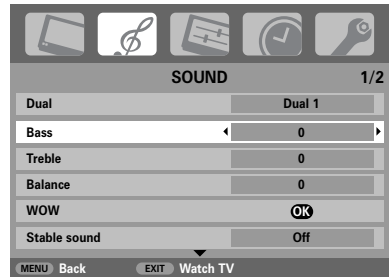 SOUND 1/2
Dual Dual 1
Bass 0
Treble 0
Balance 0
WOW OK
Stable sound Off
MENU Back EXIT Watch TV